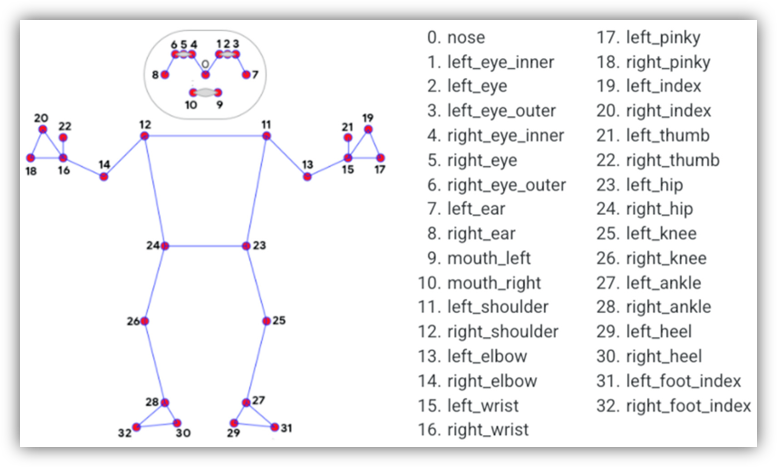 6 5 4 1 2 3
0
8 7
10 9
20 22 12 11 21 19
18 16 14 13 15 17
24 23
26 25
28 27
32 30 29 31
0. nose
1. left_eye_inner
2. left_eye
3. left_eye_outer
4. right_eye_inner
5. right_eye
6. right_eye_outer
7. left_ear
8. right_ear
9. mouth_left
10. mouth_right
11. left_shoulder
12. right_shoulder
13. left_elbow
14. right_elbow
15. left_wrist
16. right_wrist
17. left_pinky
18. right_pinky
19. left_index
20. right_index
21. left_thumb
22. right_thumb
23. left_hip
24. right_hip
25. left_knee
26. right_knee
27. left_ankle
28. right_ankle
29. left_heel
30. right_heel
31. left_foot_index
32. right_foot_index